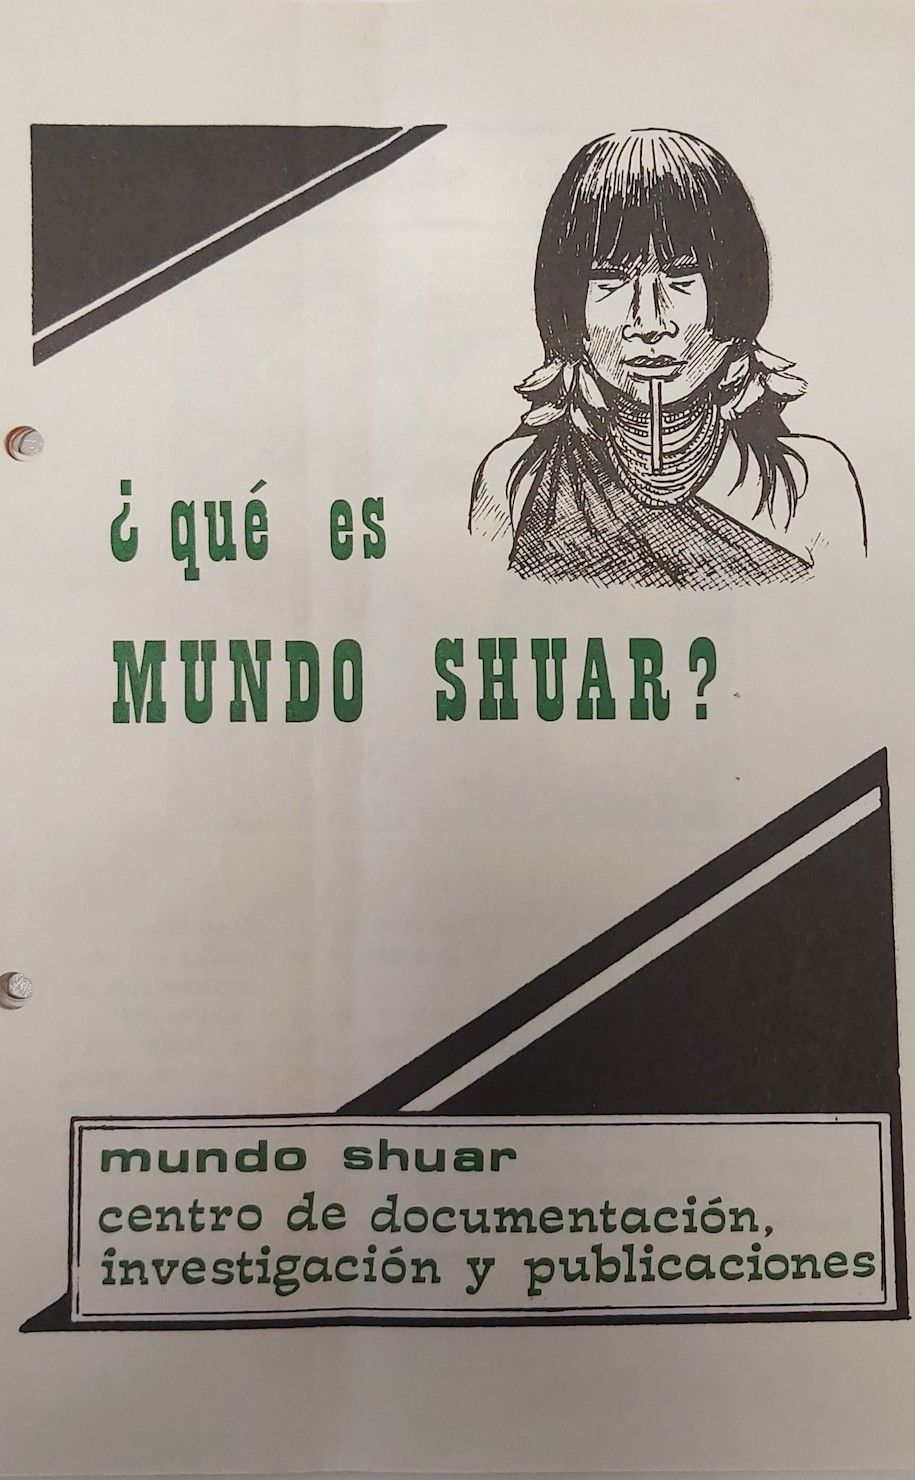 ¿ qué es
MUNDO SHUAR?
mundo shuar
centro de documentación,
investigación y publicaciones